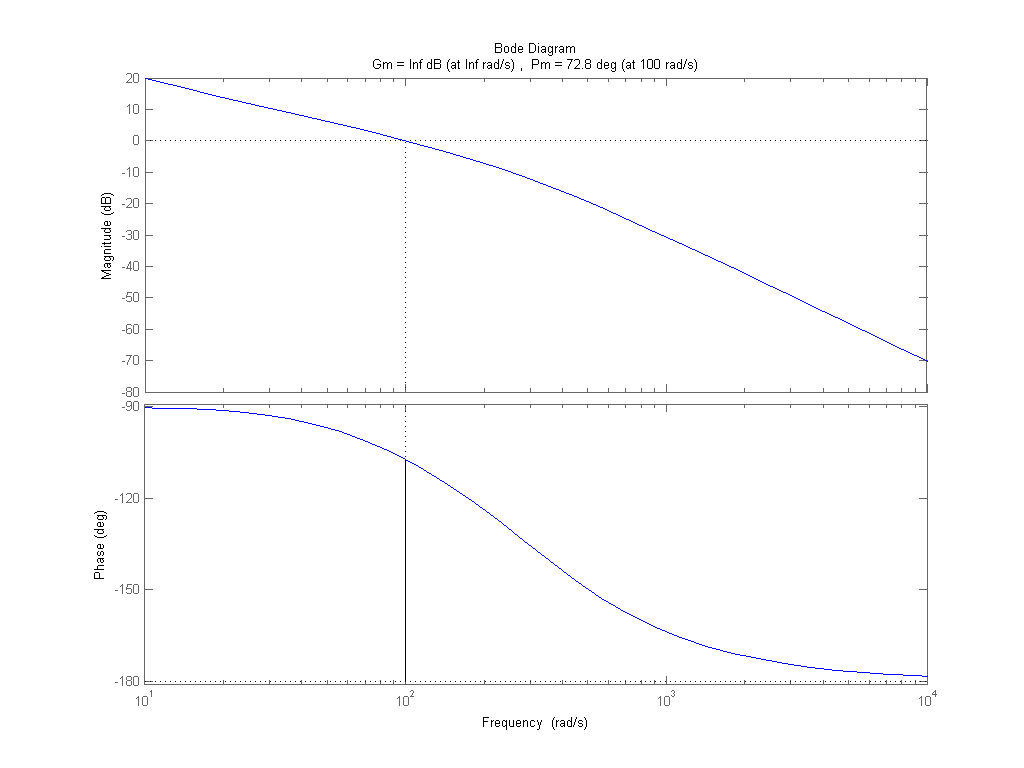 Bode Diagram
Gm = Inf dB (at Inf rad/s) ,  Pm = 72.8 deg (at 100 rad/s)
20
10
0
-10
-20
-30
-40
-50
-60
-70
-80
Magnitude (dB)
-90
-120
-150
-180
Phase (deg)
10^1 10^2 10^3 10^4
Frequency  (rad/s)